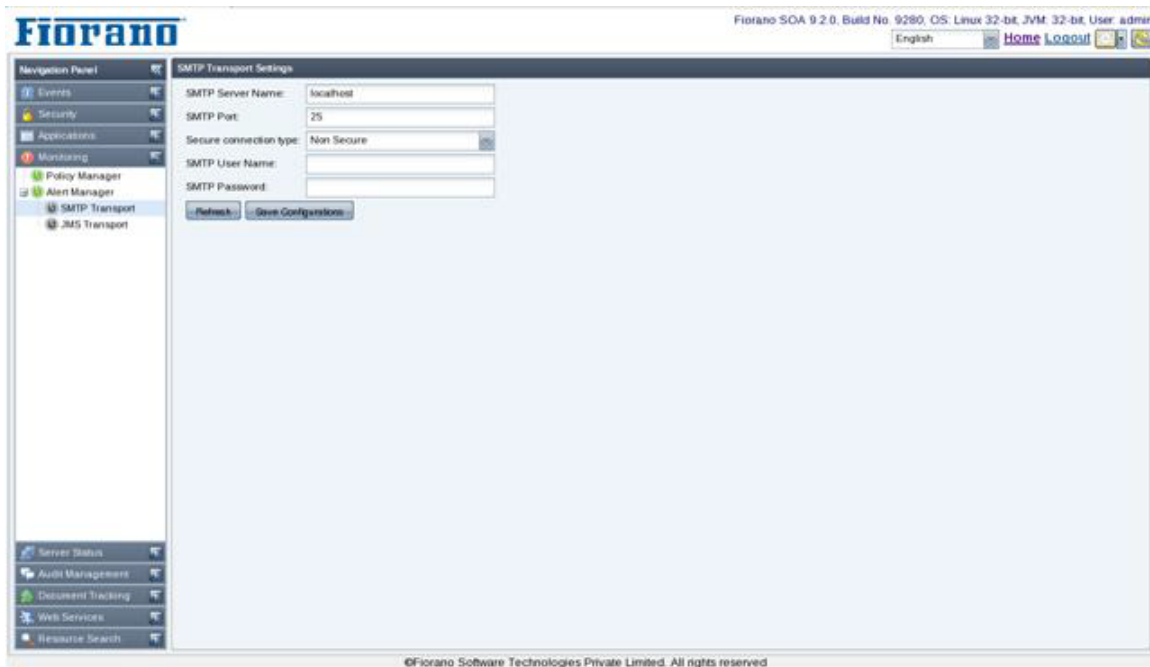 Fiorano
Fiorano SOA 9.2.0, Build No. 9280, OS: Linux 32-bit, JVM: 32-bit, User: admin
English Home Logout
Navigation Panel
Events
Security
Applications
Monitoring
Policy Manager
Alert Manager
SMTP Transport
JMS Transport
Server Status
Audit Management
Document Tracking
Web Services
Resource Search
SMTP Transport Settings
SMTP Server Name: localhost
SMTP Port: 25
Secure connection type: Non Secure
SMTP User Name:
SMTP Password:
Refresh Save Configurations
©Fiorano Software Technologies Private Limited. All rights reserved